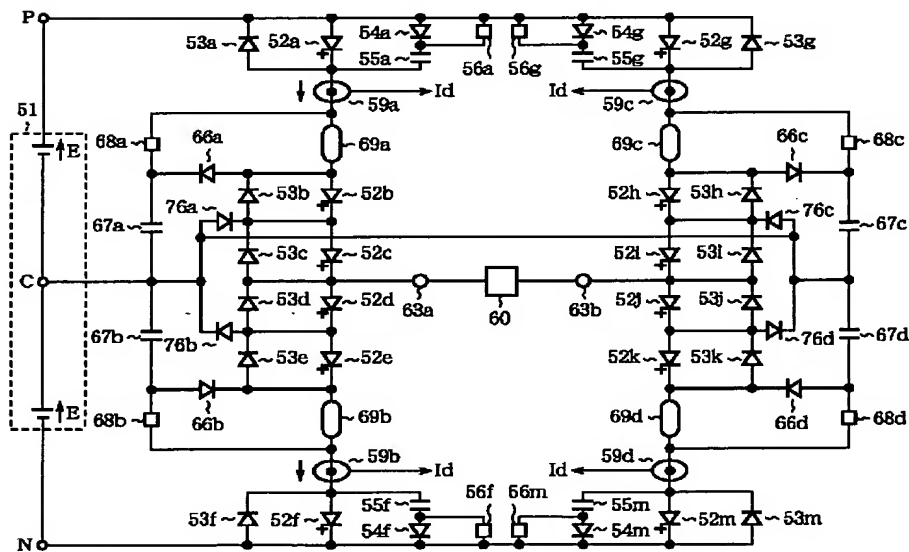 P 53a 52a 54a 54g 52g 53g
55a 56a 56g 55g
51 Id Id
59a 59c
E 68a 66a 69a 69c 66c 68c
53b 52b 52h 53h
76a 76c
67a 53c 52c 52i 53i 67c
C
53d 52d 63a 60 63b 52j 53j
67b 76b 53e 52e 52k 53k 76d 67d
E 68b 66b 69b 69d 66d 68d
59b Id Id 59d
55f 56f 56m 55m
N 53f 52f 54f 54m 52m 53m